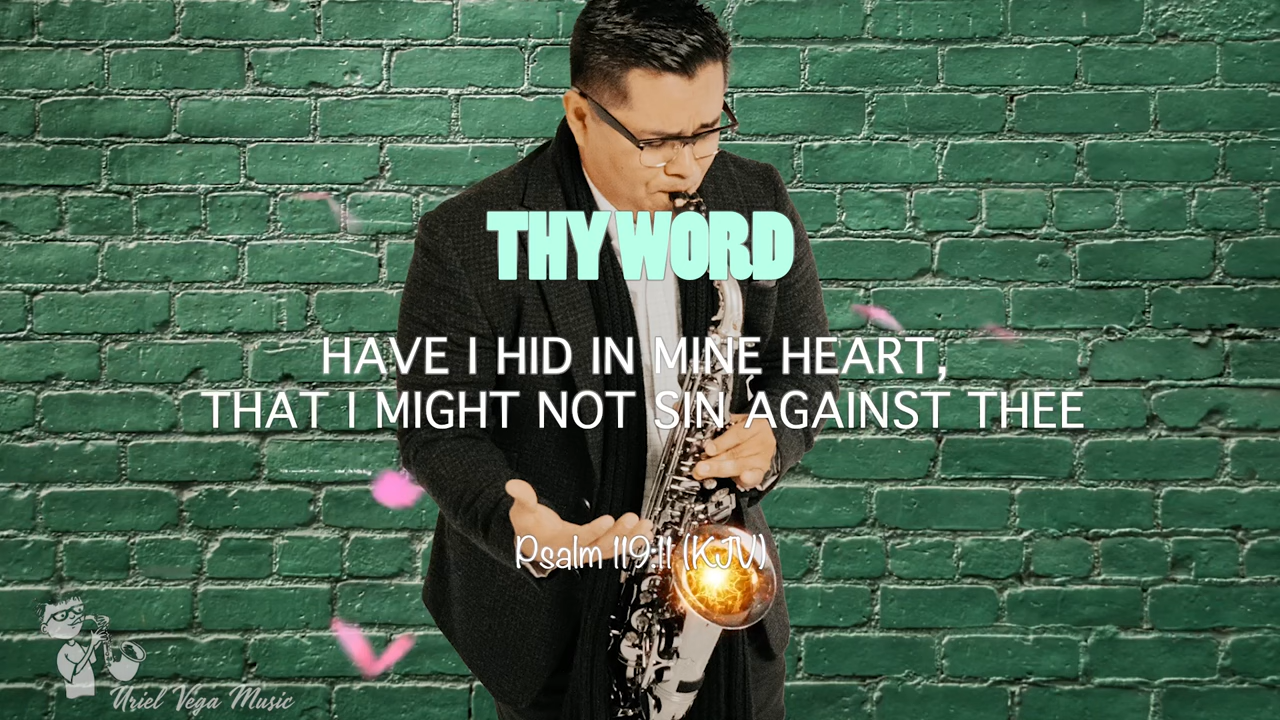 THY WORD
HAVE I HID IN MINE HEART,
THAT I MIGHT NOT SIN AGAINST THEE
Psalm 119:11 (KJV)
Uriel Vega Music